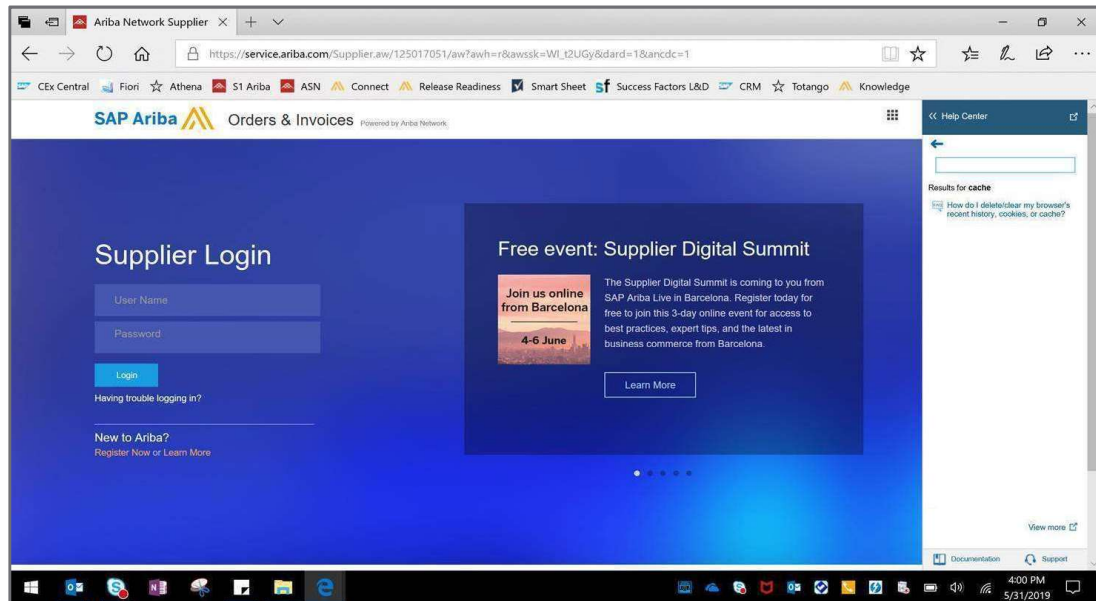 Ariba Network Supplier
https://service.ariba.com/Supplier.aw/125017051/aw?awh=r&awssk=WI_t2UGy&dard=1&ancdc=1
CEx Central Fiori Athena S1 Ariba ASN Connect Release Readiness Smart Sheet Sf Success Factors L&D CRM Totango Knowledge
SAP Ariba Orders & Invoices Powered by Ariba Network
<< Help Center
Results for cache
How do I delete/clear my browser's
recent history, cookies, or cache?
Supplier Login
User Name
Password
Login
Having trouble logging in?
New to Ariba?
Register Now or Learn More
Free event: Supplier Digital Summit
Join us online
from Barcelona
4-6 June
The Supplier Digital Summit is coming to you from
SAP Ariba Live in Barcelona. Register today for
free to join this 3-day online event for access to
best practices, expert tips, and the latest in
business commerce from Barcelona.
Learn More
View more
Documentation Support
4:00 PM
5/31/2019